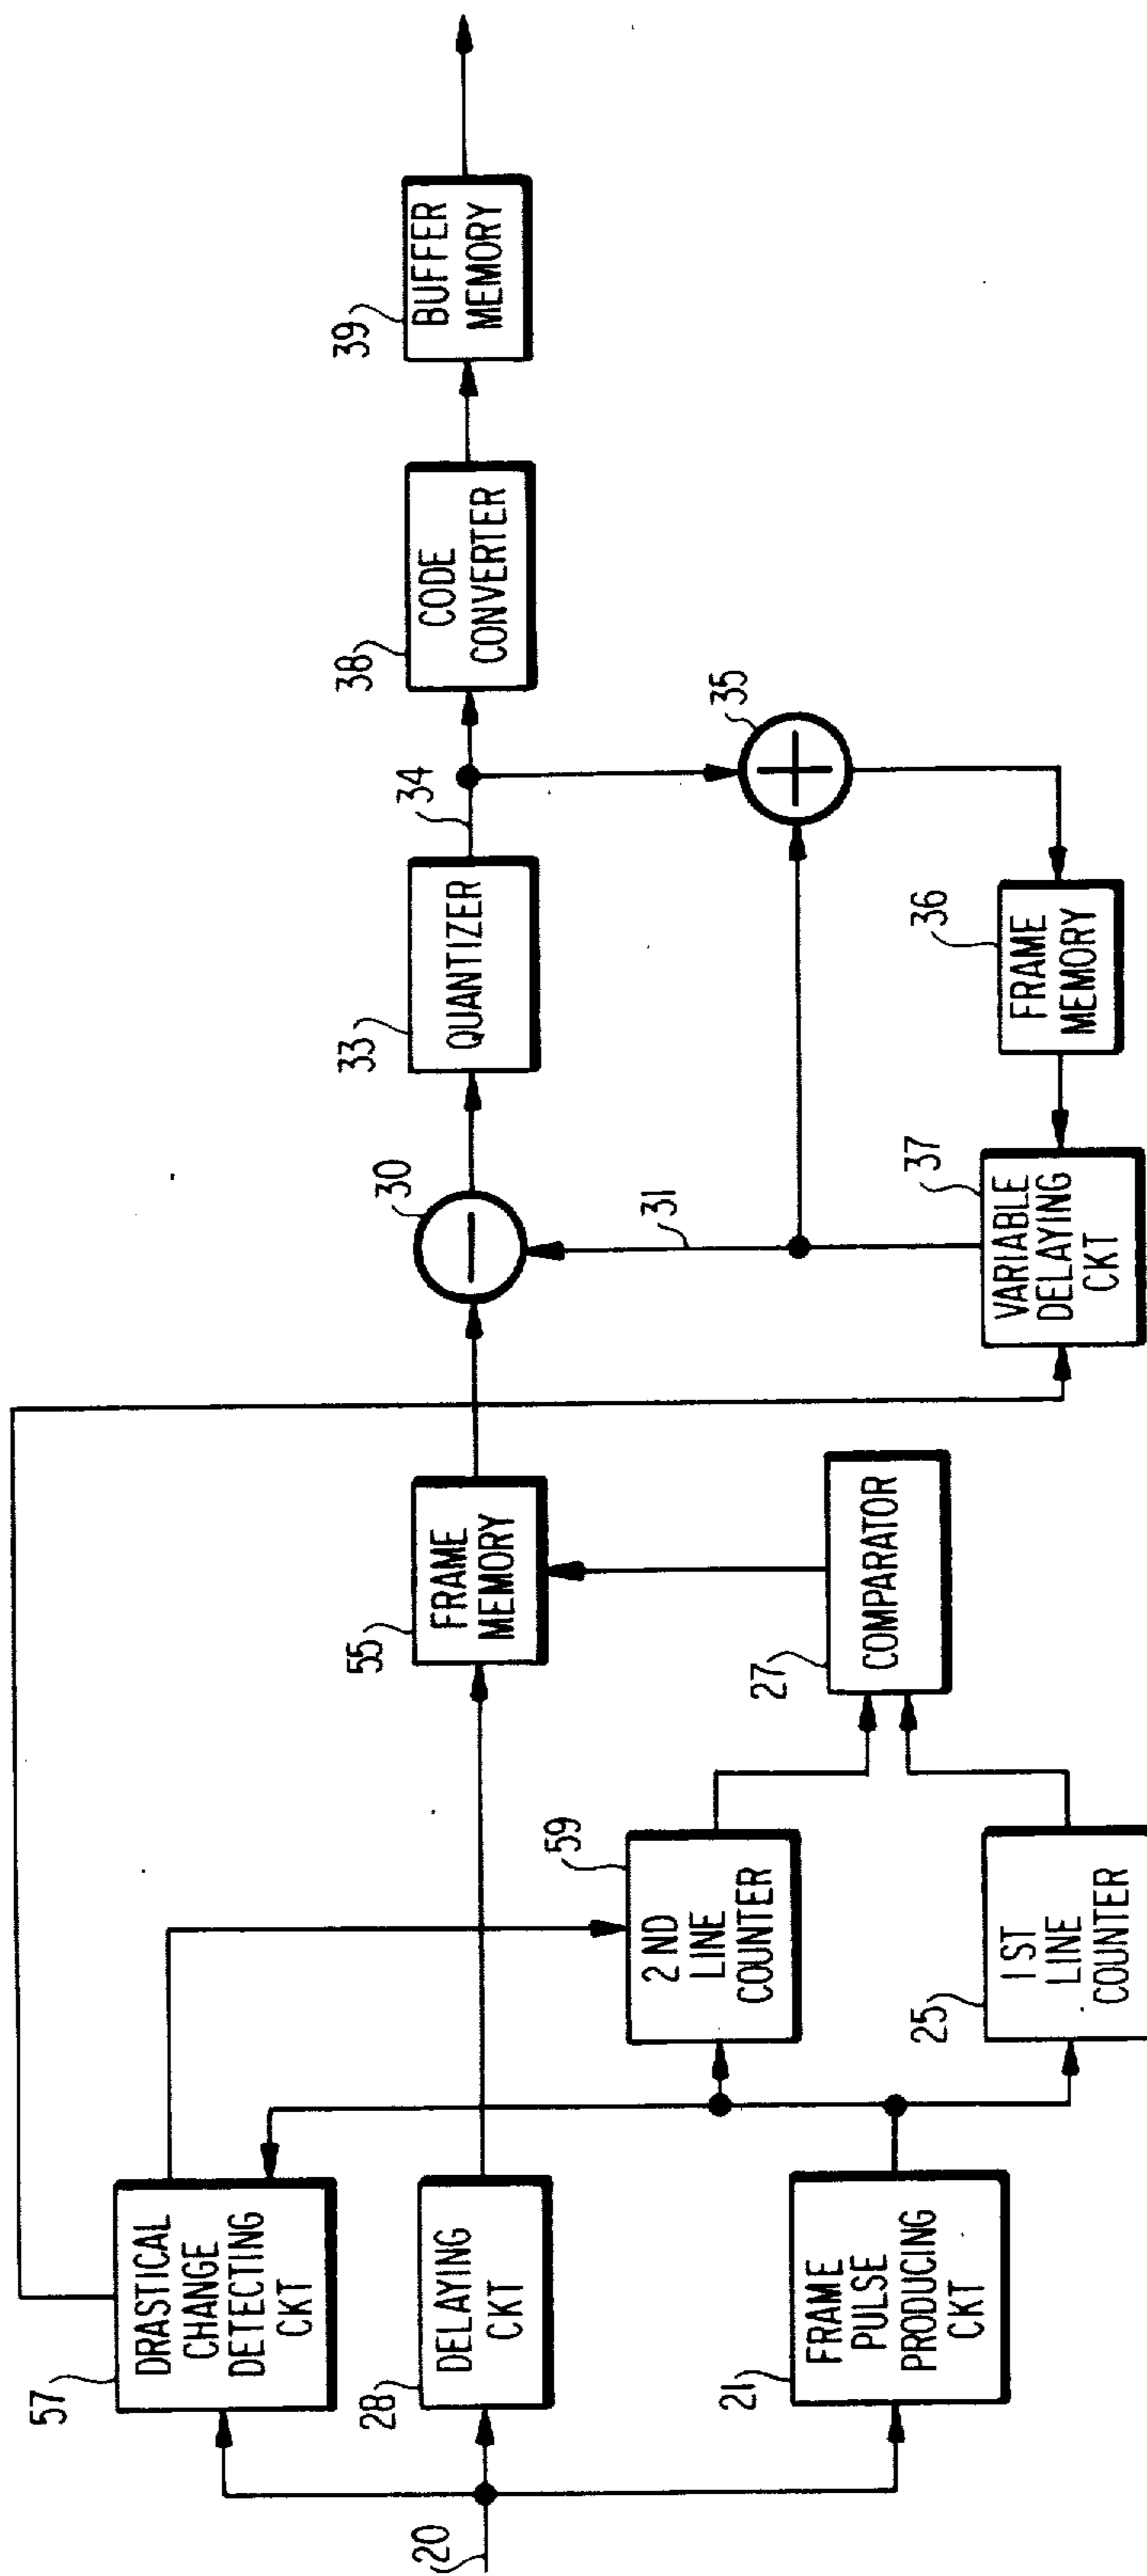 57
DRASTICAL
CHANGE
DETECTING
CKT
20
28
DELAYING
CKT
21
FRAME
PULSE
PRODUCING
CKT
59
2ND
LINE
COUNTER
25
1ST
LINE
COUNTER
55
FRAME
MEMORY
27
COMPARATOR
30
31
37
VARIABLE
DELAYING
CKT
33
QUANTIZER
34
35
36
FRAME
MEMORY
38
CODE
CONVERTER
39
BUFFER
MEMORY